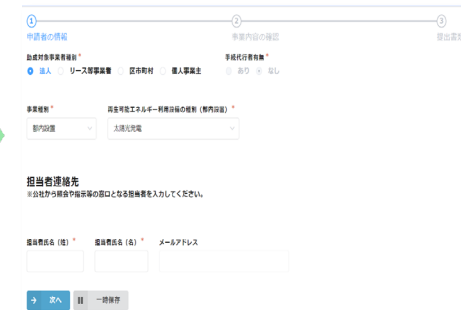 1 2 3
申請者の情報 事業内容の確認 提出書類
助成対象事業者種別* 手続代行者有無*
法人 リース等事業者 区市町村 個人事業主 あり なし
事業種別* 再生可能エネルギー利用設備の種別（都内設置）*
都内設置 太陽光発電
担当者連絡先
※公社から照会や指示等の窓口となる担当者を入力してください。
担当者氏名（姓）* 担当者氏名（名）* メールアドレス
次へ 一時保存